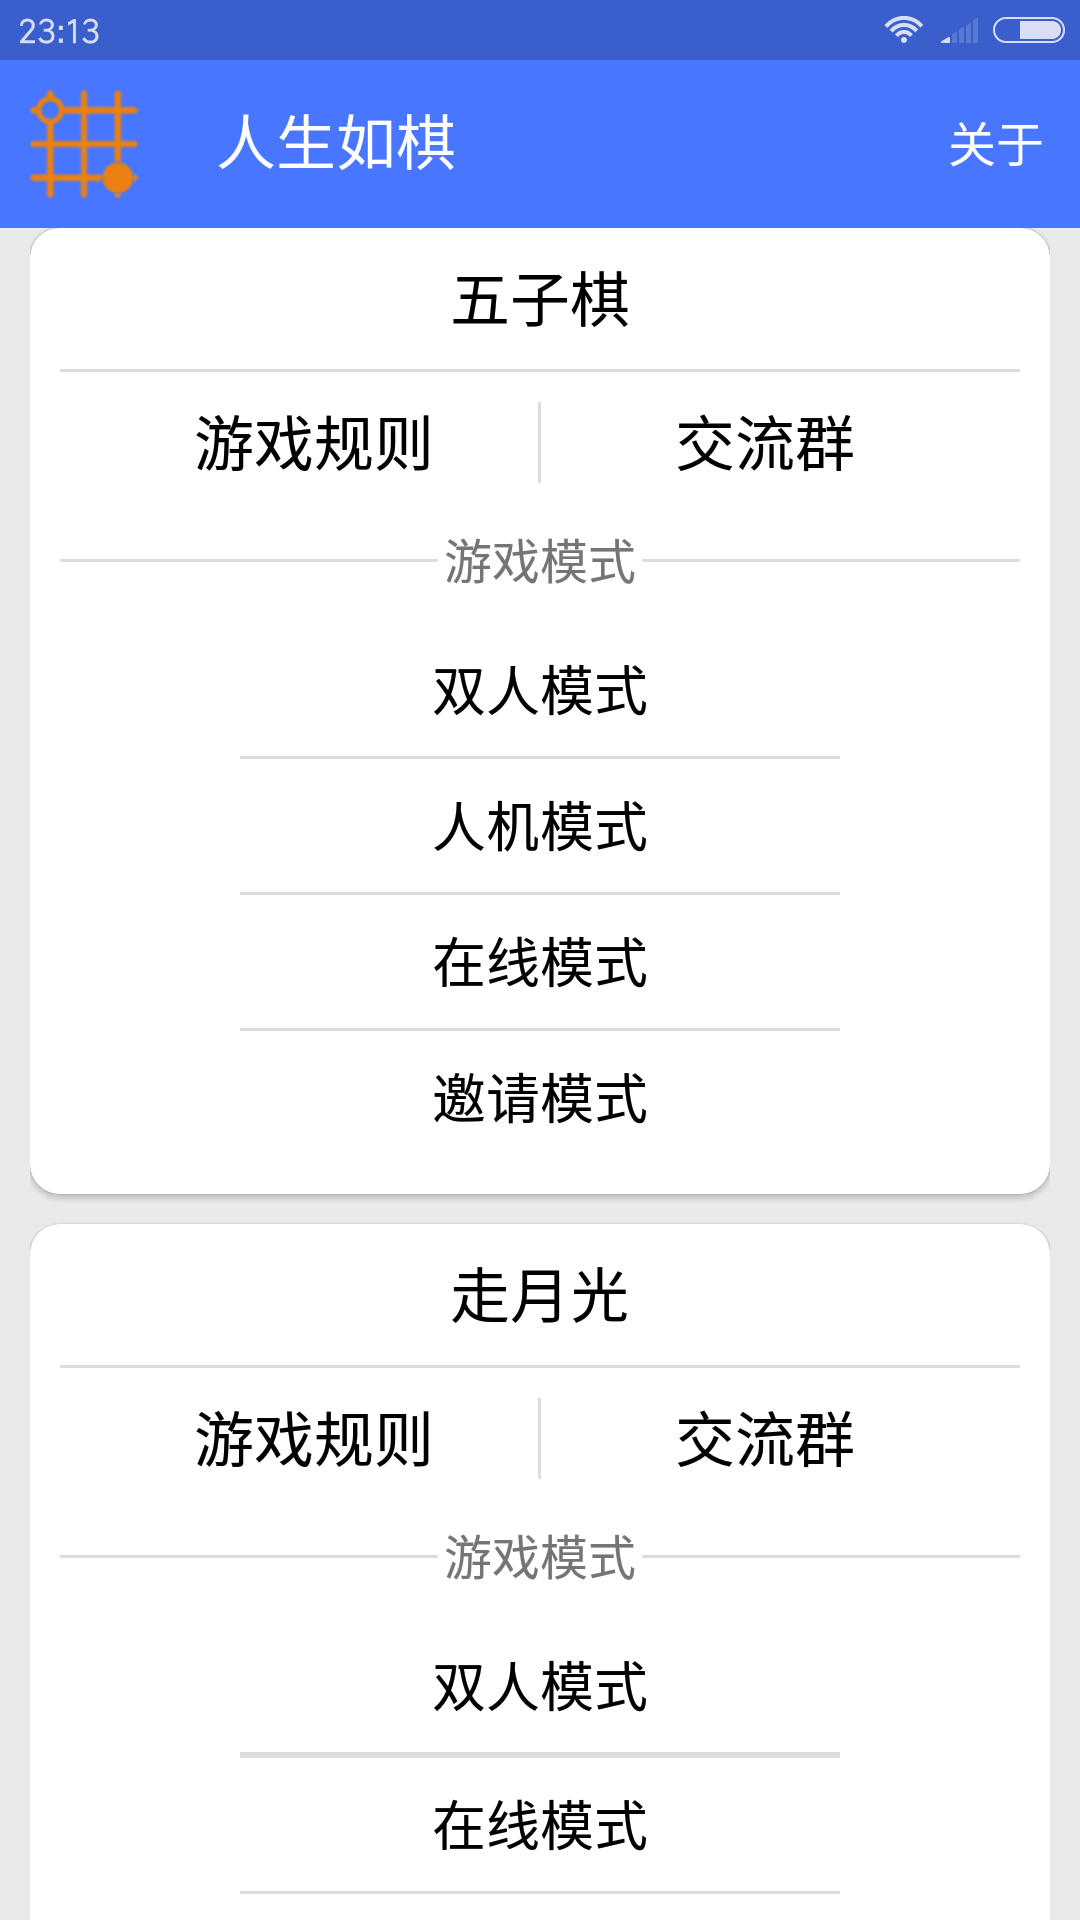 23:13
人生如棋 关于
五子棋
游戏规则 交流群
游戏模式
双人模式
人机模式
在线模式
邀请模式
走月光
游戏规则 交流群
游戏模式
双人模式
在线模式